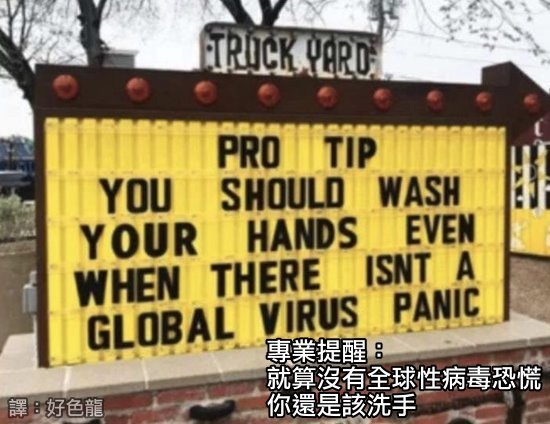 TRUCK YARD
PRO TIP
YOU SHOULD WASH
YOUR HANDS EVEN
WHEN THERE ISNT A
GLOBAL VIRUS PANIC
專業提醒：
就算沒有全球性病毒恐慌
你還是該洗手
譯：好色龍